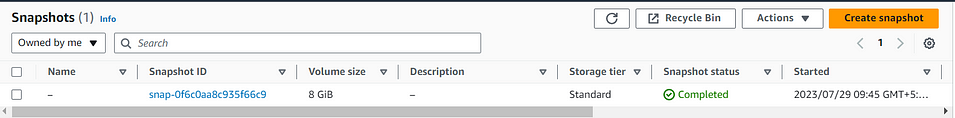 Snapshots (1) Info
Recycle Bin
Actions
Create snapshot
Owned by me
Search
1
Name Snapshot ID Volume size Description Storage tier Snapshot status Started
– snap-0f6c0aa8c935f66c9 8 GiB – Standard Completed 2023/07/29 09:45 GMT+5:...